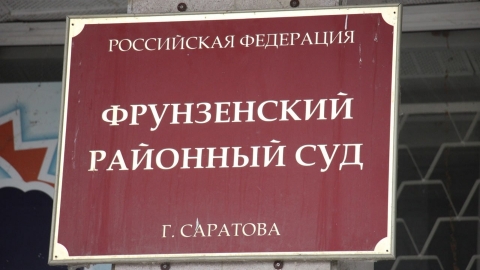 РОССИЙСКАЯ ФЕДЕРАЦИЯ
ФРУНЗЕНСКИЙ
РАЙОННЫЙ СУД
Г. САРАТОВА